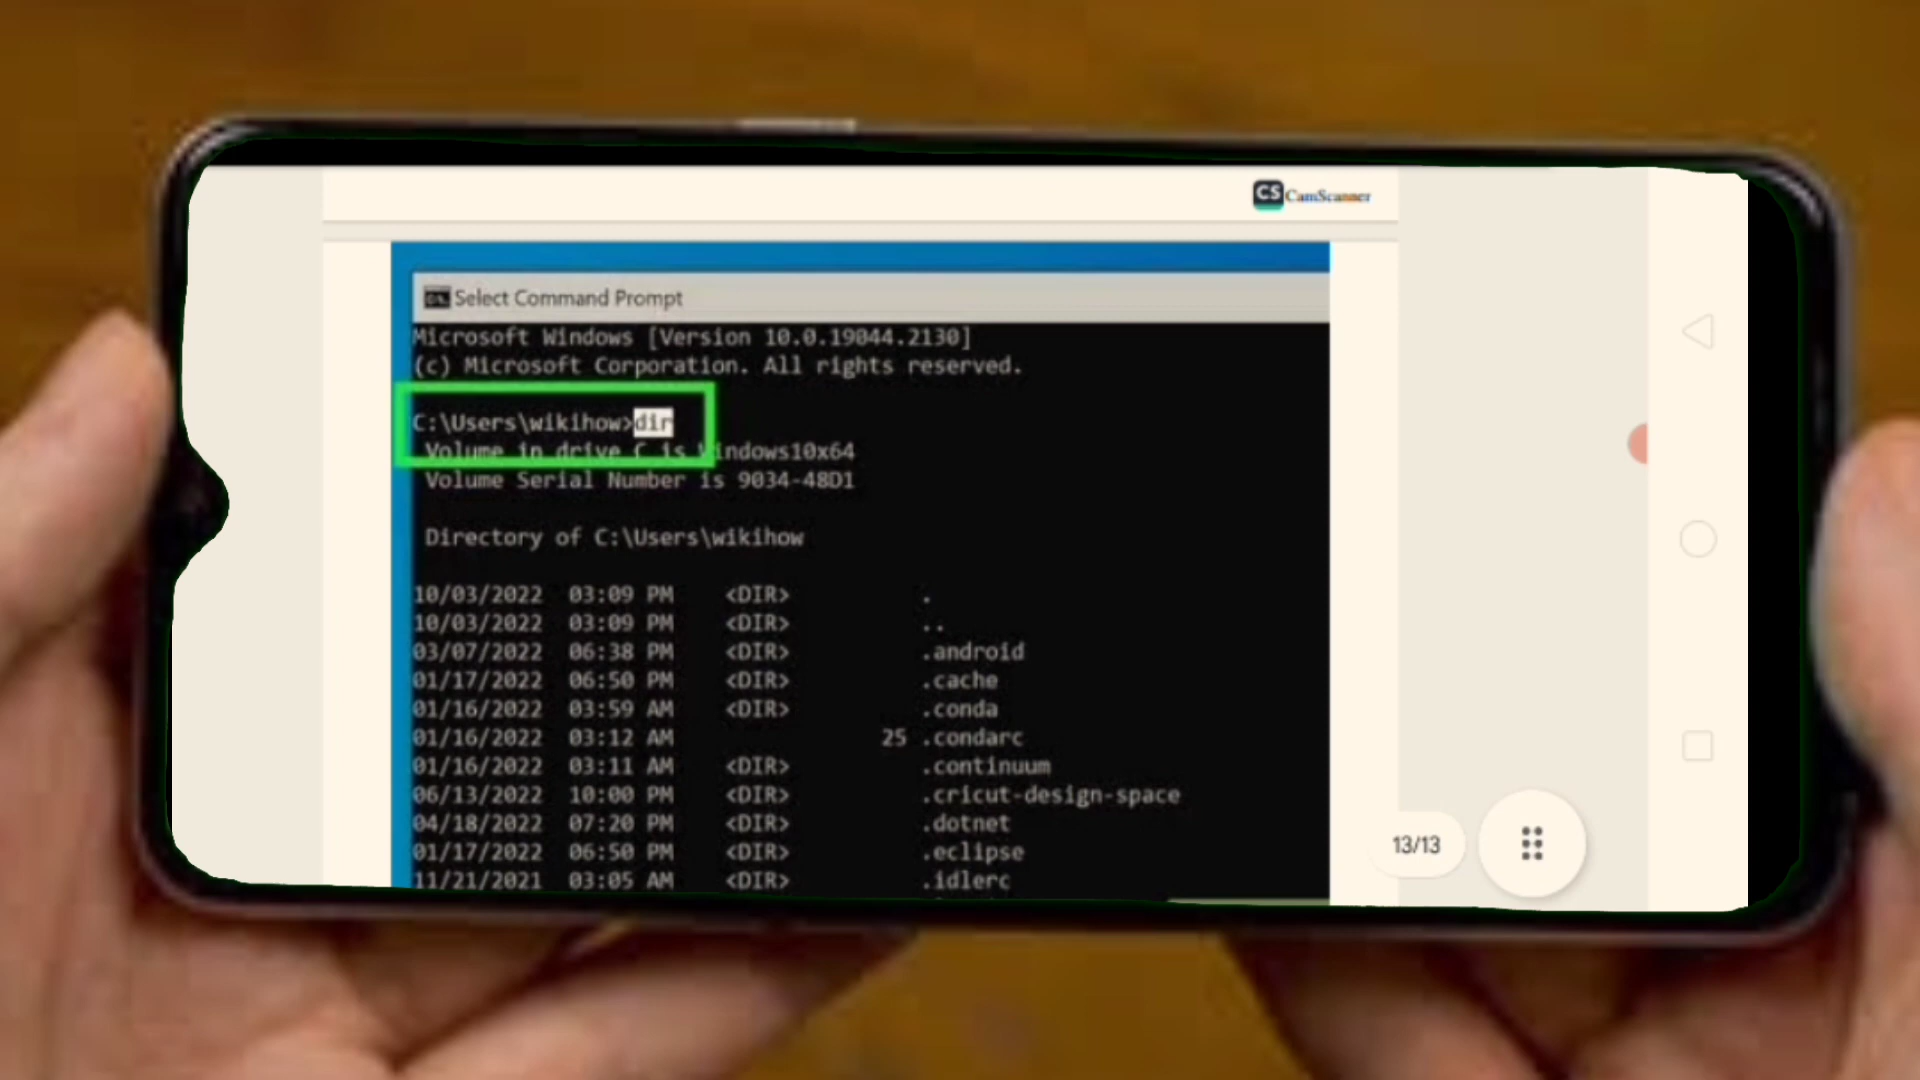 CS CamScanner
Select Command Prompt
Microsoft Windows [Version 10.0.19044.2130]
(c) Microsoft Corporation. All rights reserved.
C:\Users\wikihow>dir
Volume in drive C is Windows10x64
Volume Serial Number is 9034-48D1
Directory of C:\Users\wikihow
10/03/2022 03:09 PM <DIR> .
10/03/2022 03:09 PM <DIR> ..
03/07/2022 06:38 PM <DIR> .android
01/17/2022 06:50 PM <DIR> .cache
01/16/2022 03:59 AM <DIR> .conda
01/16/2022 03:12 AM 25 .condarc
01/16/2022 03:11 AM <DIR> .continuum
06/13/2022 10:00 PM <DIR> .cricut-design-space
04/18/2022 07:20 PM <DIR> .dotnet
01/17/2022 06:50 PM <DIR> .eclipse
11/21/2021 03:05 AM <DIR> .idlerc
13/13